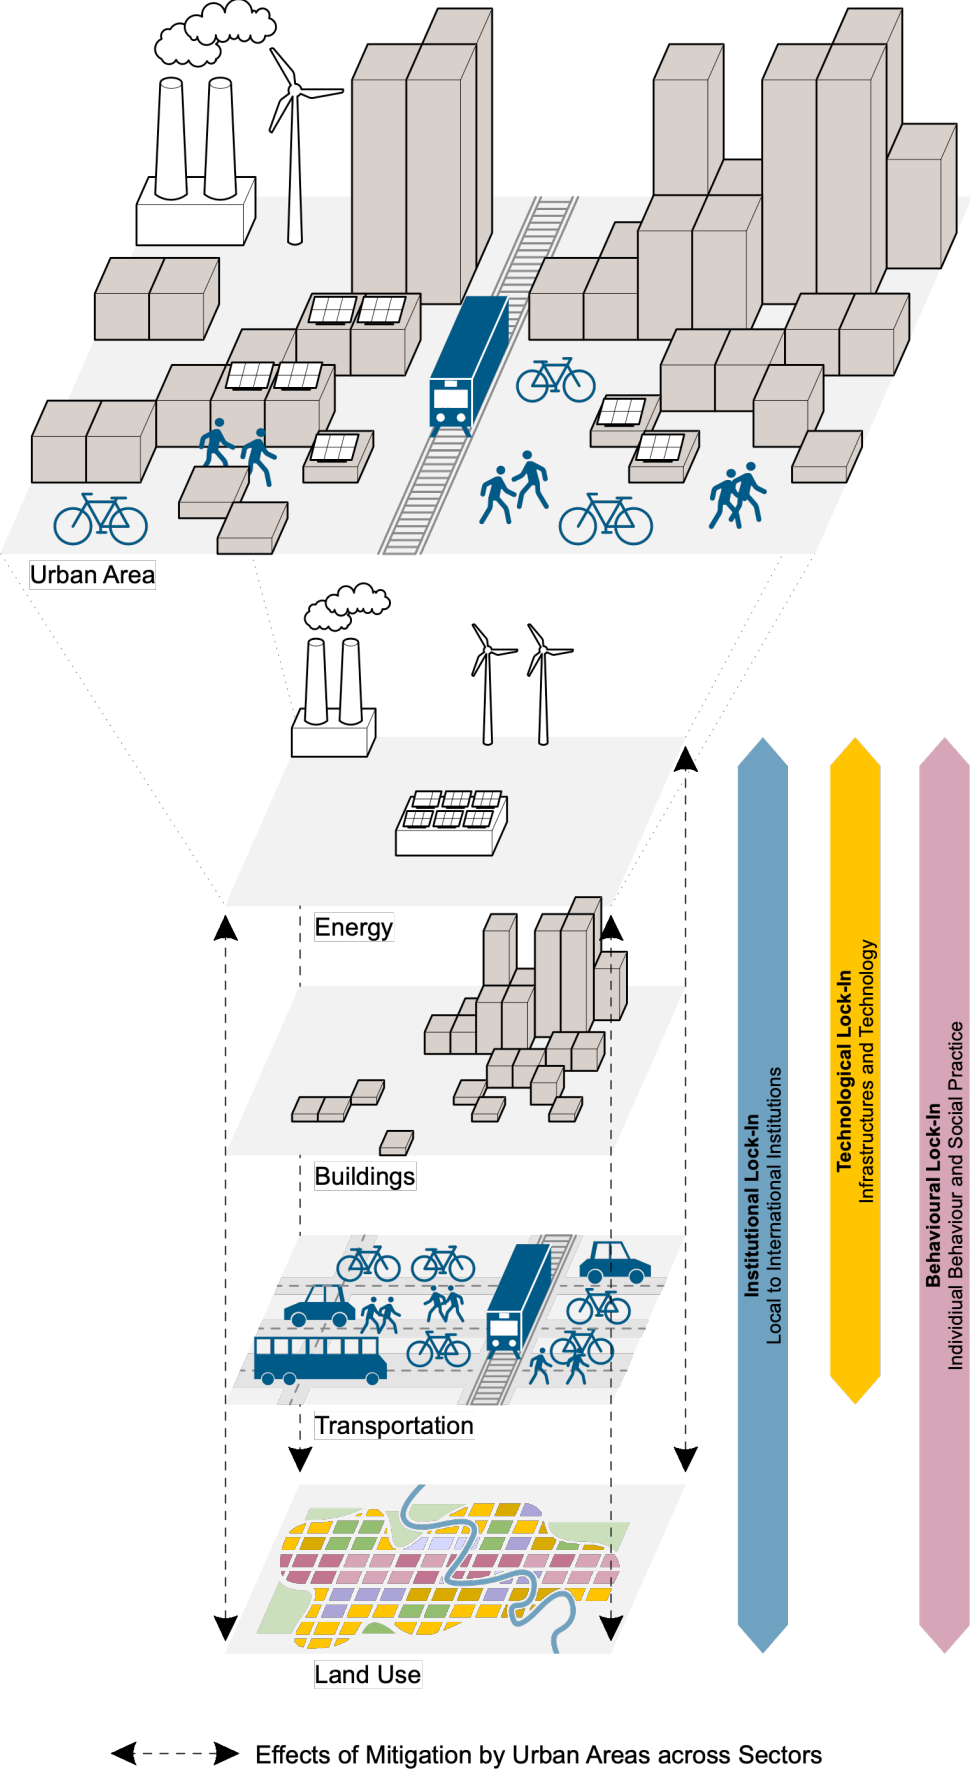 Urban Area
Energy
Buildings
Transportation
Land Use
Institutional Lock-In
Local to International Institutions
Technological Lock-In
Infrastructures and Technology
Behavioural Lock-In
Individiual Behaviour and Social Practice
Effects of Mitigation by Urban Areas across Sectors